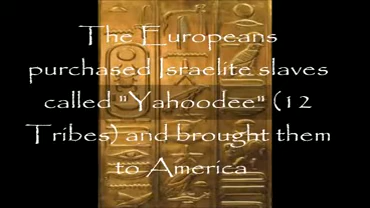 The Europeans
purchased Israelite slaves
called "Yahoodee" (12
Tribes) and brought them
to America